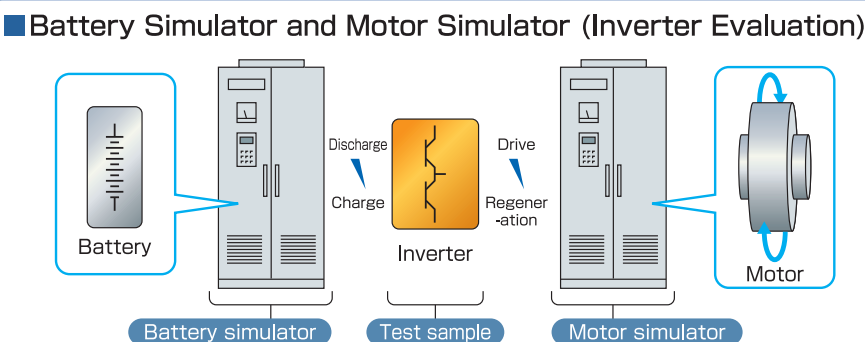 Battery Simulator and Motor Simulator (Inverter Evaluation)
Battery
Discharge
Charge
Inverter
Drive
Regener
-ation
Motor
Battery simulator
Test sample
Motor simulator